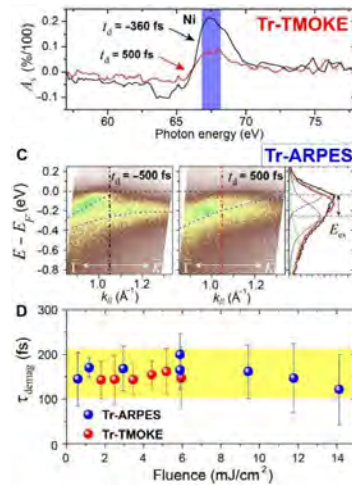 Tr-TMOKE
Ni
t_d = −360 fs
t_d = 500 fs
0.2
0.1
0.0
-0.1
A_s (%/100)
60 65 70 75
Photon energy (eV)
C
Tr-ARPES
t_d = −500 fs
t_d = 500 fs
0.2
0.0
-0.2
-0.4
-0.6
-0.8
E − E_F (eV)
E_ex
1.0 1.2 1.0 1.2
k_// (Å⁻¹)
D
300
200
100
0
τ_demag (fs)
Tr-ARPES
Tr-TMOKE
0 2 4 6 8 10 12 14
Fluence (mJ/cm²)